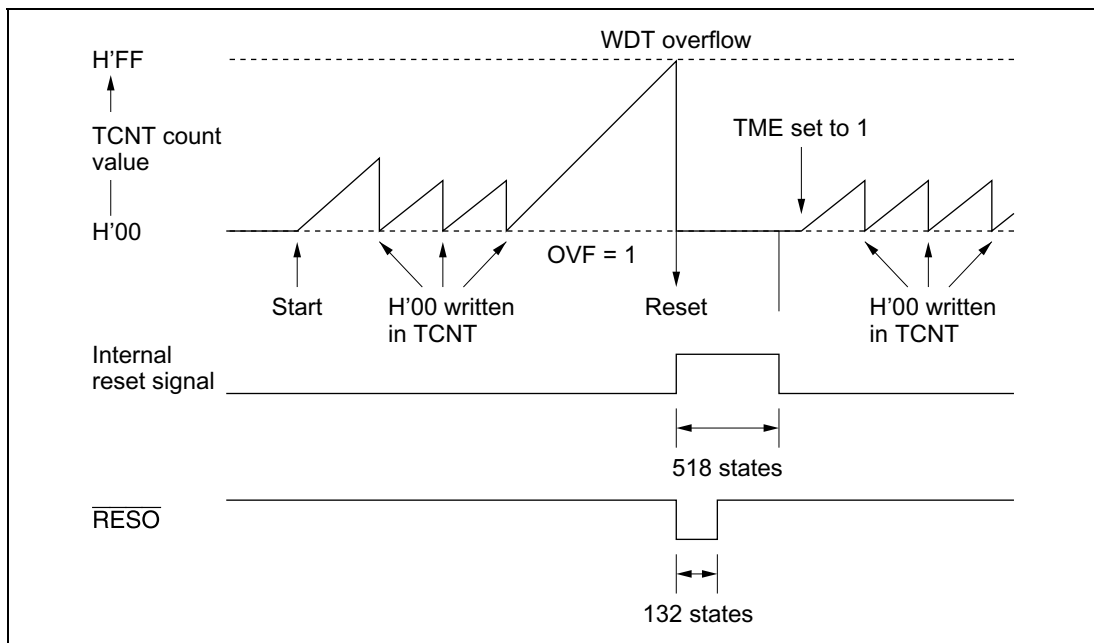 WDT overflow
H'FF
TME set to 1
TCNT count
value
H'00
OVF = 1
Start
H'00 written
in TCNT
Reset
H'00 written
in TCNT
Internal
reset signal
518 states
RESO
132 states